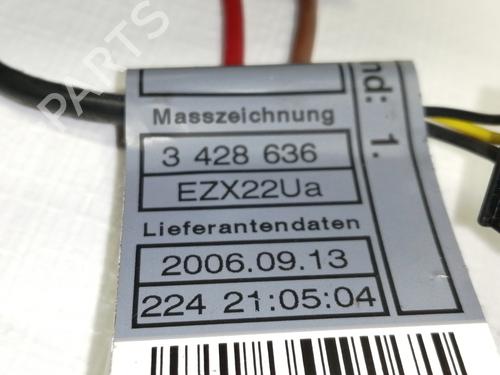 Masszeichnung
3 428 636
EZX22Ua
Lieferantendaten
2006.09.13
224 21:05:04
nd: 1.
B PARTS